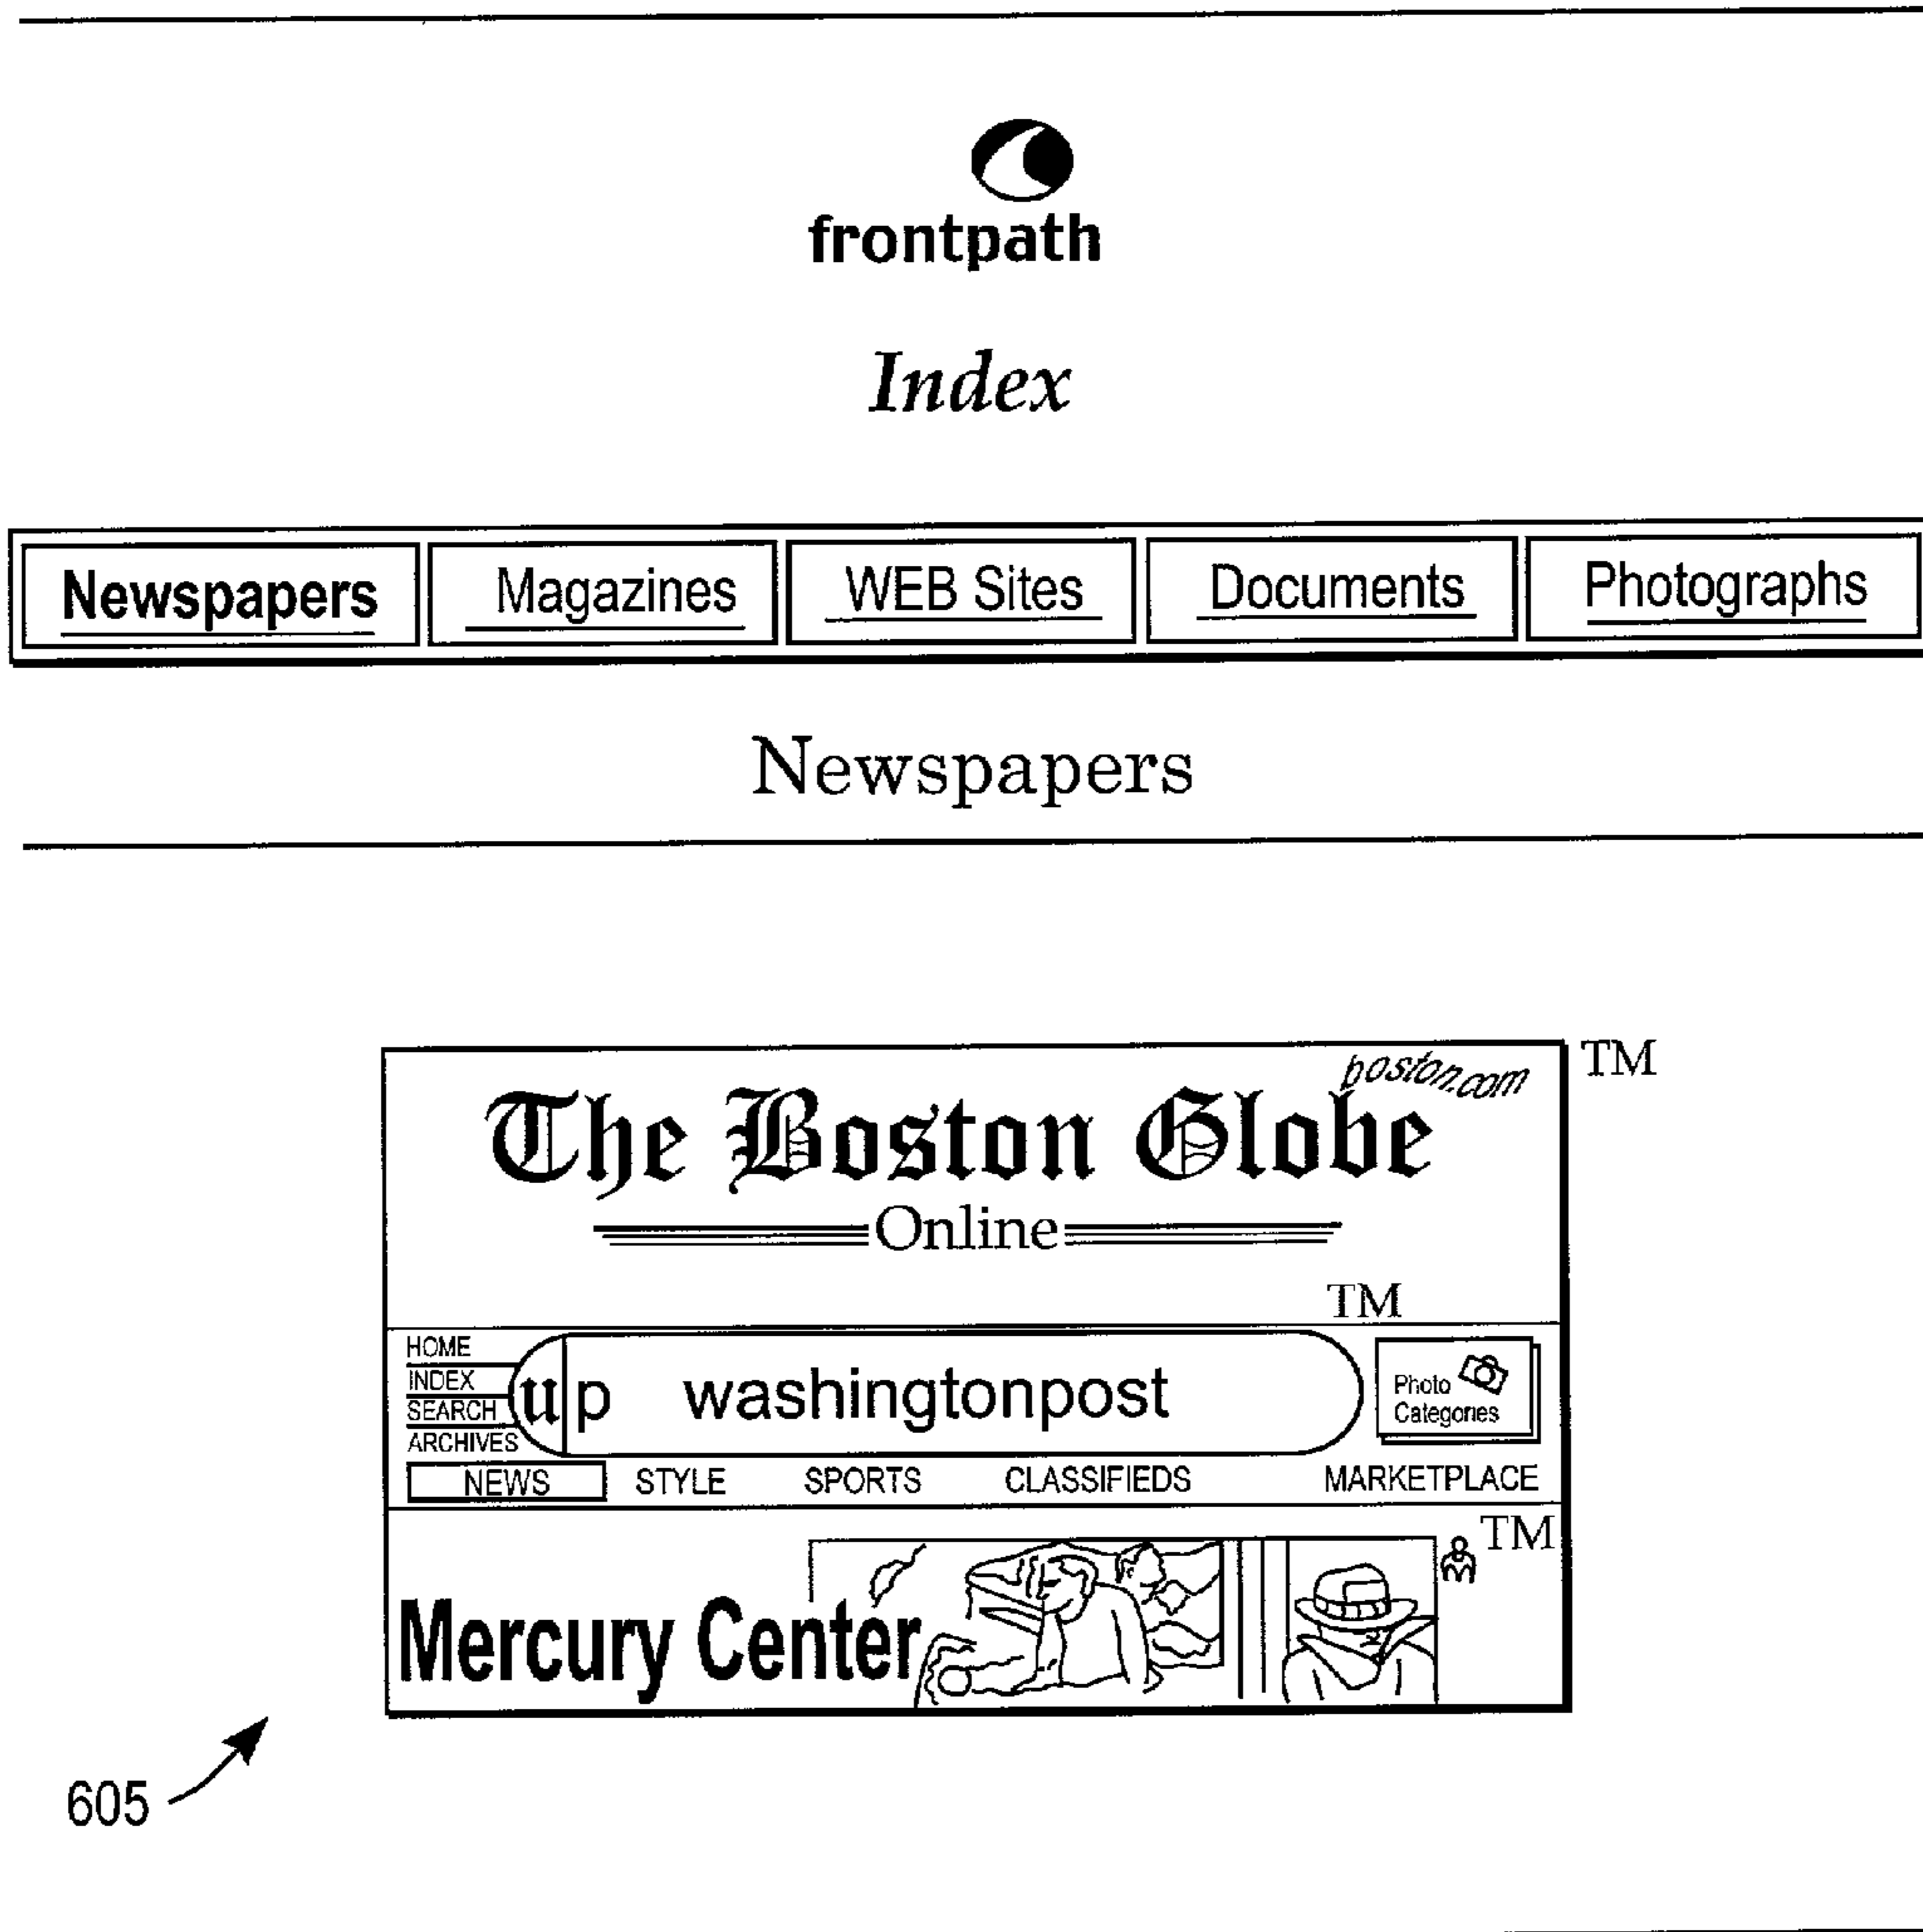 frontpath
Index
Newspapers Magazines WEB Sites Documents Photographs
Newspapers
boston.com TM
The Boston Globe
Online
TM
HOME
INDEX
SEARCH
ARCHIVES
up washingtonpost
Photo
Categories
NEWS STYLE SPORTS CLASSIFIEDS MARKETPLACE
TM
Mercury Center
605